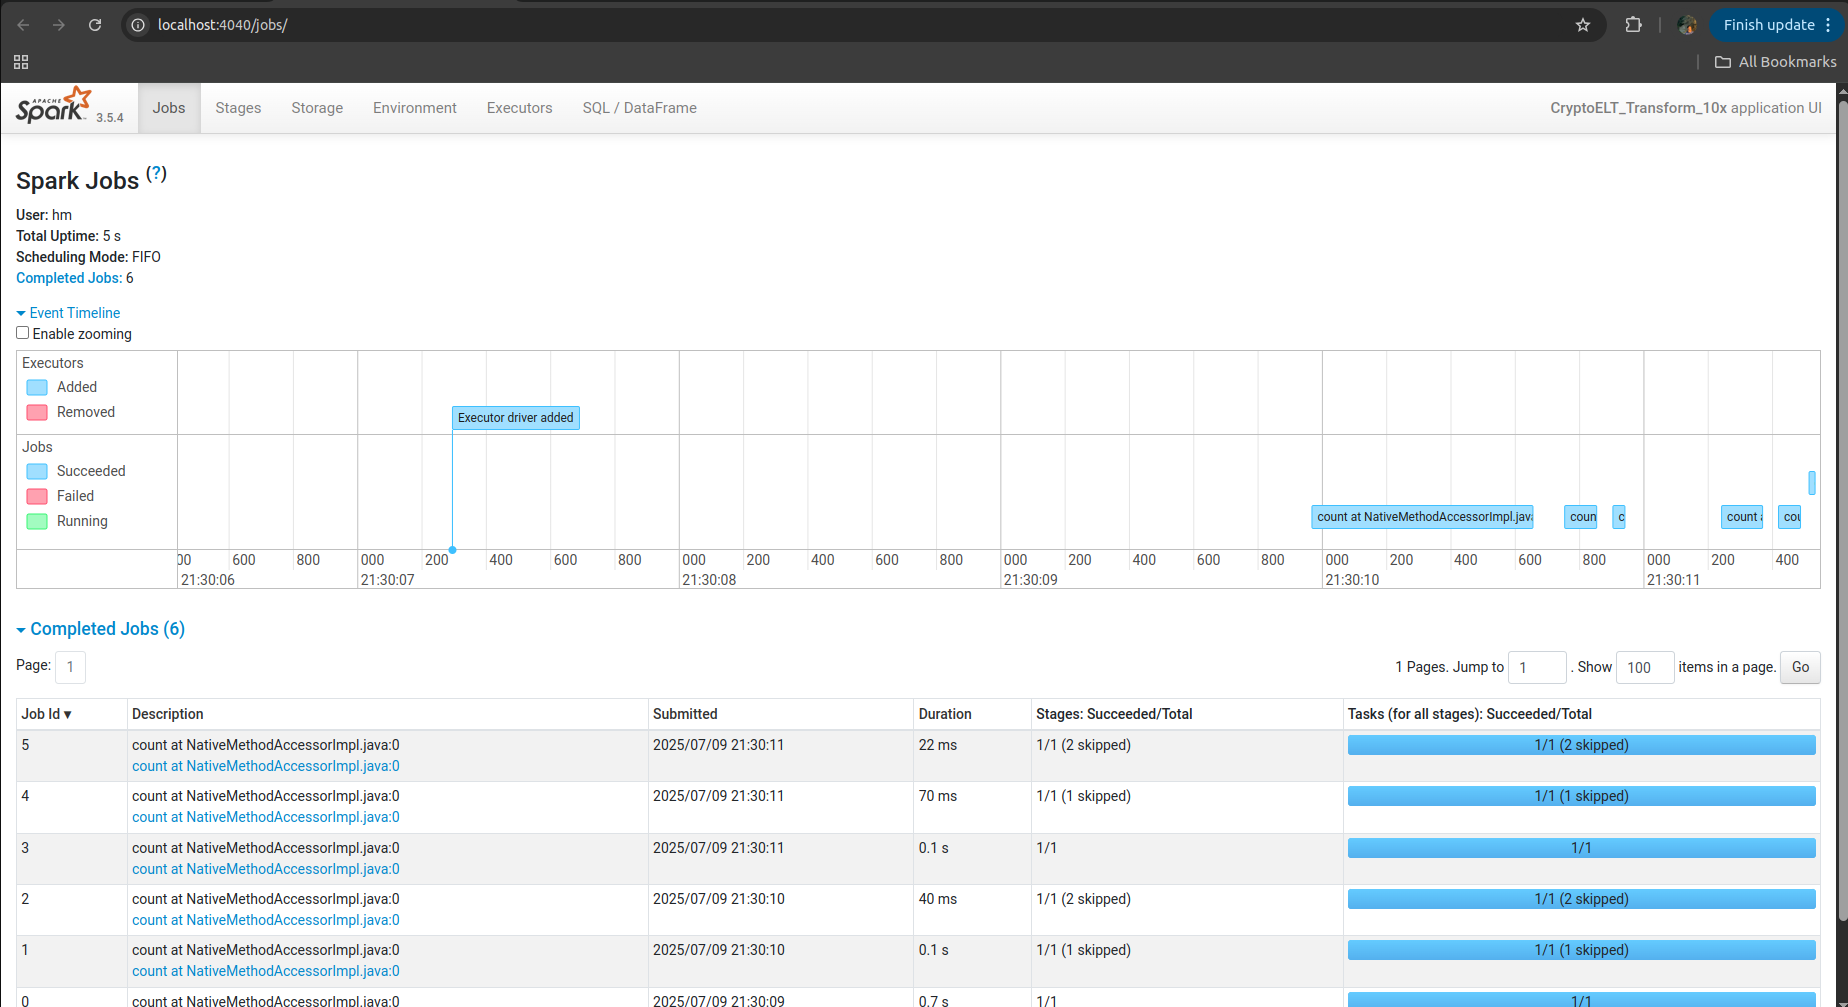 localhost:4040/jobs/
Finish update
All Bookmarks
APACHE Spark 3.5.4
Jobs
Stages
Storage
Environment
Executors
SQL / DataFrame
CryptoELT_Transform_10x application UI
Spark Jobs (?)
User: hm
Total Uptime: 5 s
Scheduling Mode: FIFO
Completed Jobs: 6
Event Timeline
Enable zooming
Executors
Added
Removed
Executor driver added
Jobs
Succeeded
Failed
Running
count at NativeMethodAccessorImpl.java
coun
c
count a
cou
00 600 800 000 200 400 600 800 000 200 400 600 800 000 200 400 600 800 000 200 400 600 800 000 200 400
21:30:06 21:30:07 21:30:08 21:30:09 21:30:10 21:30:11
Completed Jobs (6)
Page: 1
1 Pages. Jump to 1 . Show 100 items in a page. Go
Job Id ▾ Description Submitted Duration Stages: Succeeded/Total Tasks (for all stages): Succeeded/Total
5 count at NativeMethodAccessorImpl.java:0 2025/07/09 21:30:11 22 ms 1/1 (2 skipped) 1/1 (2 skipped)
count at NativeMethodAccessorImpl.java:0
4 count at NativeMethodAccessorImpl.java:0 2025/07/09 21:30:11 70 ms 1/1 (1 skipped) 1/1 (1 skipped)
count at NativeMethodAccessorImpl.java:0
3 count at NativeMethodAccessorImpl.java:0 2025/07/09 21:30:11 0.1 s 1/1 1/1
count at NativeMethodAccessorImpl.java:0
2 count at NativeMethodAccessorImpl.java:0 2025/07/09 21:30:10 40 ms 1/1 (2 skipped) 1/1 (2 skipped)
count at NativeMethodAccessorImpl.java:0
1 count at NativeMethodAccessorImpl.java:0 2025/07/09 21:30:10 0.1 s 1/1 (1 skipped) 1/1 (1 skipped)
count at NativeMethodAccessorImpl.java:0
0 count at NativeMethodAccessorImpl.java:0 2025/07/09 21:30:09 0.7 s 1/1 1/1